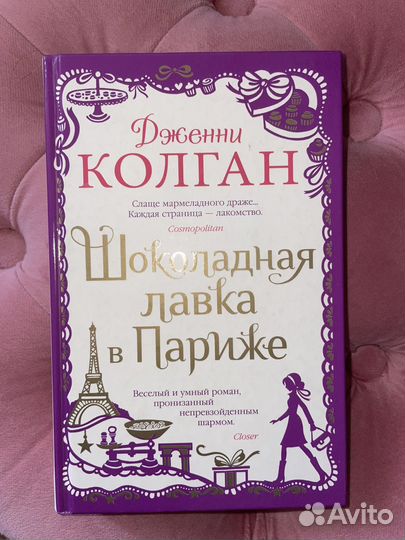 Дженни
КОЛГАН
Слаще мармеладного драже...
Каждая страница — лакомство.
Cosmopolitan
Шоколадная
лавка
в Париже
Веселый и умный роман,
пронизанный
непревзойденным
шармом.
Closer
Avito